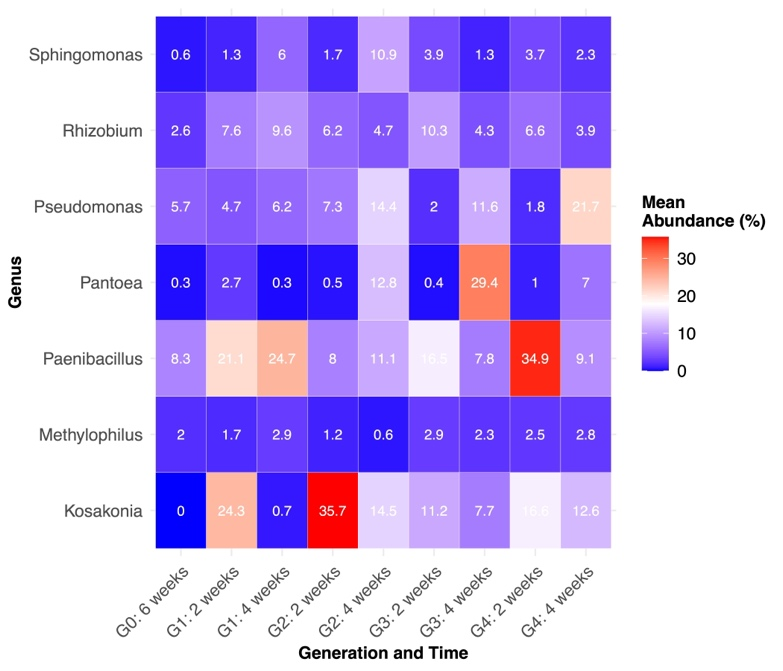 Sphingomonas 0.6 1.3 6 1.7 10.9 3.9 1.3 3.7 2.3
Rhizobium 2.6 7.6 9.6 6.2 4.7 10.3 4.3 6.6 3.9
Pseudomonas 5.7 4.7 6.2 7.3 14.4 2 11.6 1.8 21.7
Pantoea 0.3 2.7 0.3 0.5 12.8 0.4 29.4 1 7
Paenibacillus 8.3 21.1 24.7 8 11.1 16.5 7.8 34.9 9.1
Methylophilus 2 1.7 2.9 1.2 0.6 2.9 2.3 2.5 2.8
Kosakonia 0 24.3 0.7 35.7 14.5 11.2 7.7 16.6 12.6
G0: 6 weeks G1: 2 weeks G1: 4 weeks G2: 2 weeks G2: 4 weeks G3: 2 weeks G3: 4 weeks G4: 2 weeks G4: 4 weeks
Generation and Time
Genus
Mean
Abundance (%)
30
20
10
0